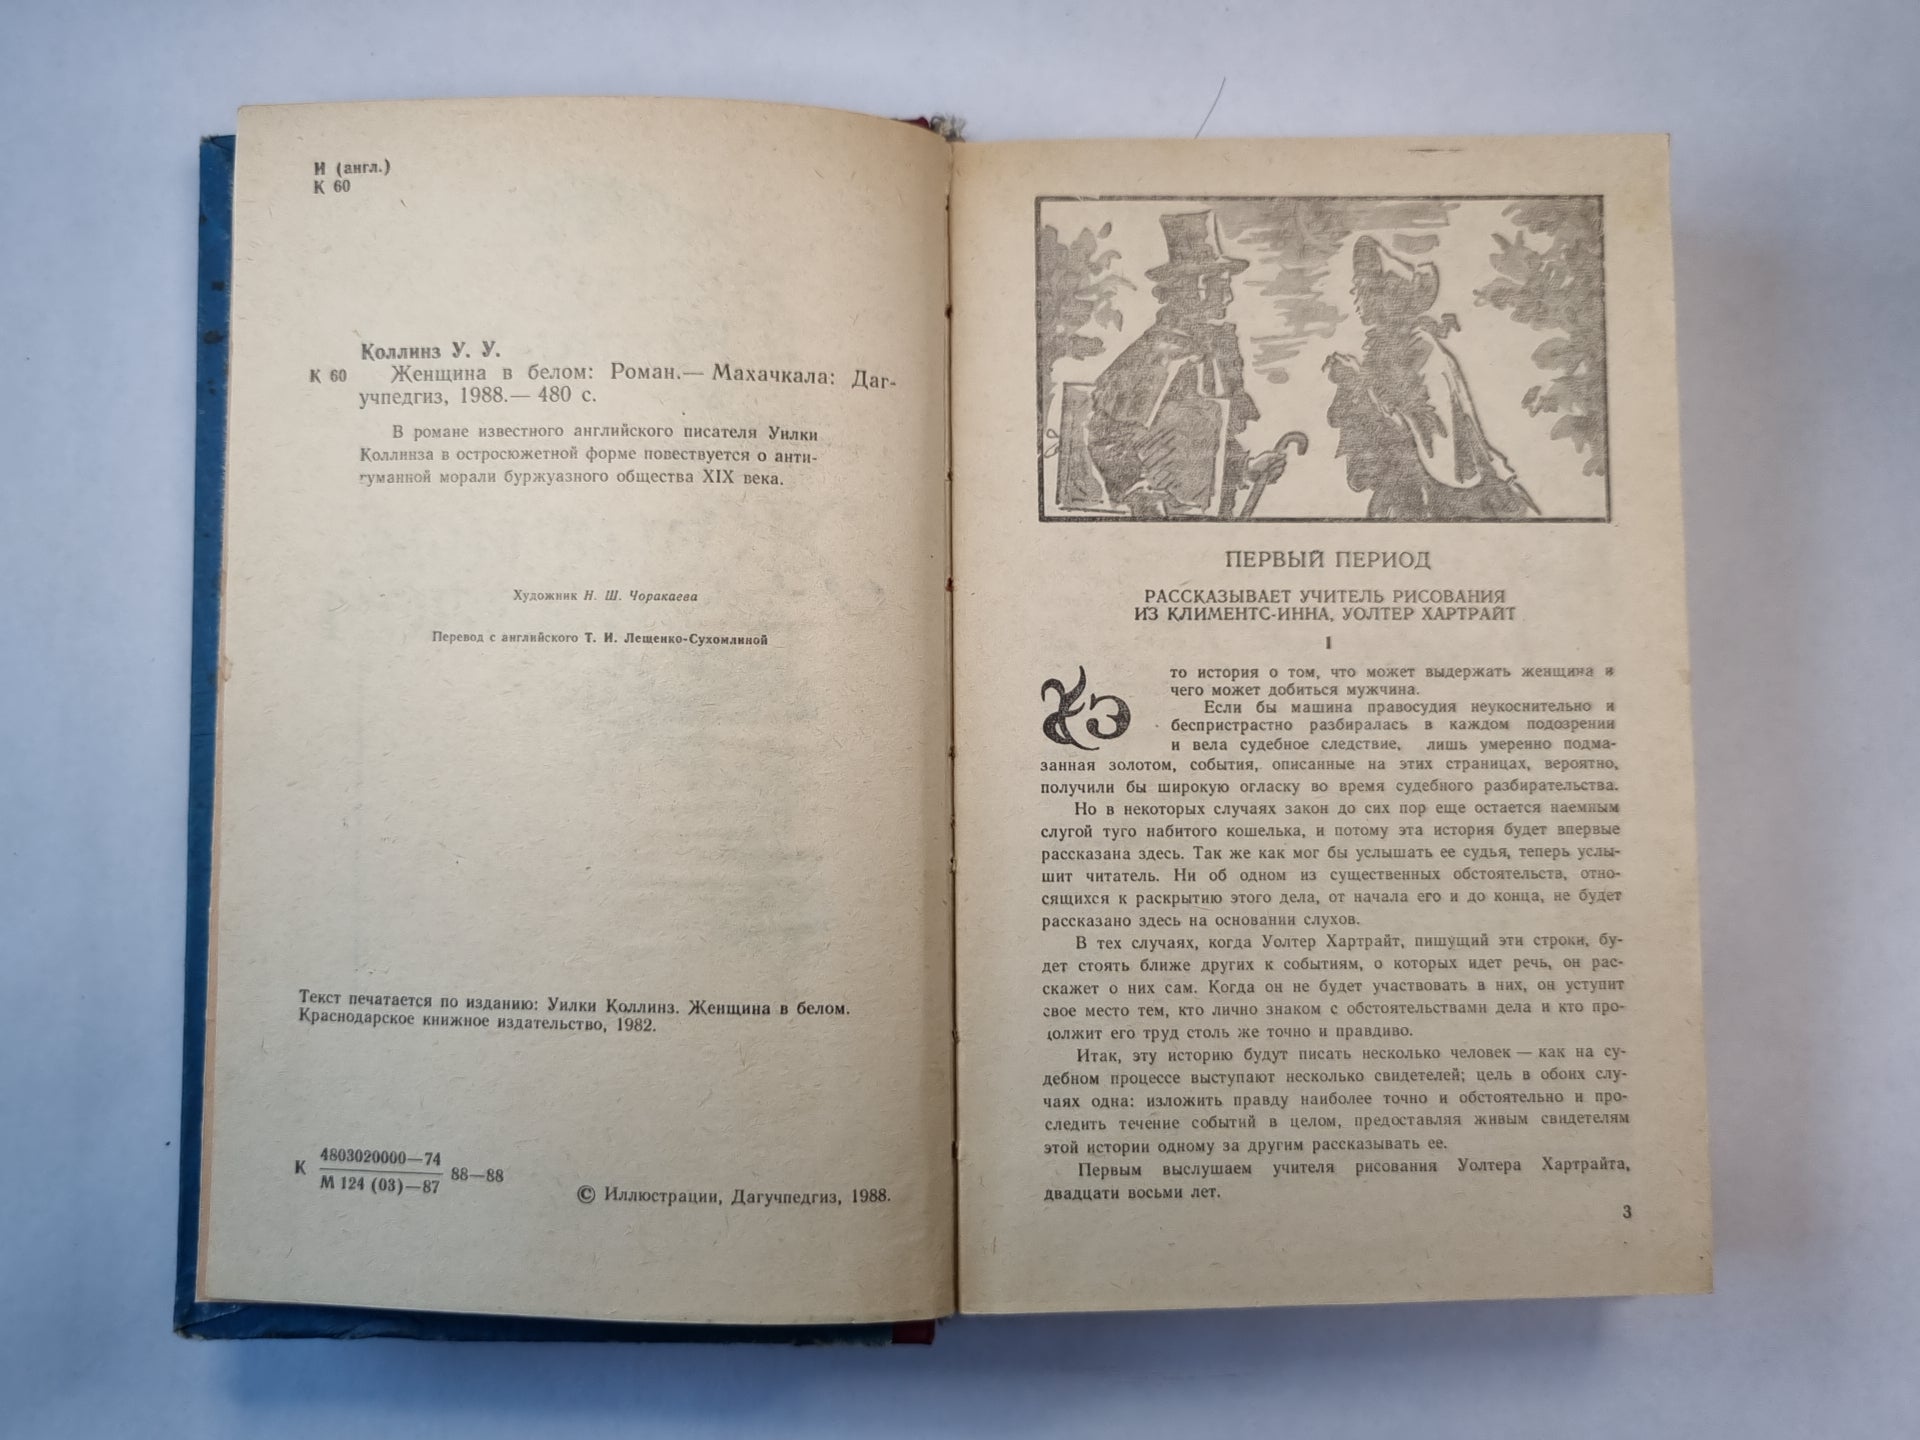 И (англ.)
К 60
Коллинз У. У.
К 60 Женщина в белом: Роман.— Махачкала: Даг-
учпедгиз, 1988.— 480 с.
В романе известного английского писателя Уилки
Коллинза в остросюжетной форме повествуется о анти-
гуманной морали буржуазного общества XIX века.
Художник Н. Ш. Чоракаева
Перевод с английского Т. И. Лещенко-Сухомлиной
Текст печатается по изданию: Уилки Коллинз. Женщина в белом.
Краснодарское книжное издательство, 1982.
К 4803020000—74
М 124 (03)—87 88—88
© Иллюстрации, Дагучпедгиз, 1988.
ПЕРВЫЙ ПЕРИОД
РАССКАЗЫВАЕТ УЧИТЕЛЬ РИСОВАНИЯ
ИЗ КЛИМЕНТС-ИННА, УОЛТЕР ХАРТРАЙТ
I
Это история о том, что может выдержать женщина и
чего может добиться мужчина.
Если бы машина правосудия неукоснительно и
беспристрастно разбиралась в каждом подозрении
и вела судебное следствие, лишь умеренно подма-
занная золотом, события, описанные на этих страницах, вероятно,
получили бы широкую огласку во время судебного разбирательства.
Но в некоторых случаях закон до сих пор еще остается наемным
слугой туго набитого кошелька, и потому эта история будет впервые
рассказана здесь. Так же как мог бы услышать ее судья, теперь услы-
шит читатель. Ни об одном из существенных обстоятельств, отно-
сящихся к раскрытию этого дела, от начала его и до конца, не будет
рассказано здесь на основании слухов.
В тех случаях, когда Уолтер Хартрайт, пишущий эти строки, бу-
дет стоять ближе других к событиям, о которых идет речь, он рас-
скажет о них сам. Когда он не будет участвовать в них, он уступит
свое место тем, кто лично знаком с обстоятельствами дела и кто про-
должит его труд столь же точно и правдиво.
Итак, эту историю будут писать несколько человек — как на су-
дебном процессе выступают несколько свидетелей; цель в обоих слу-
чаях одна: изложить правду наиболее точно и обстоятельно и про-
следить течение событий в целом, предоставляя живым свидетелям
этой истории одному за другим рассказывать ее.
Первым выслушаем учителя рисования Уолтера Хартрайта,
двадцати восьми лет.
3